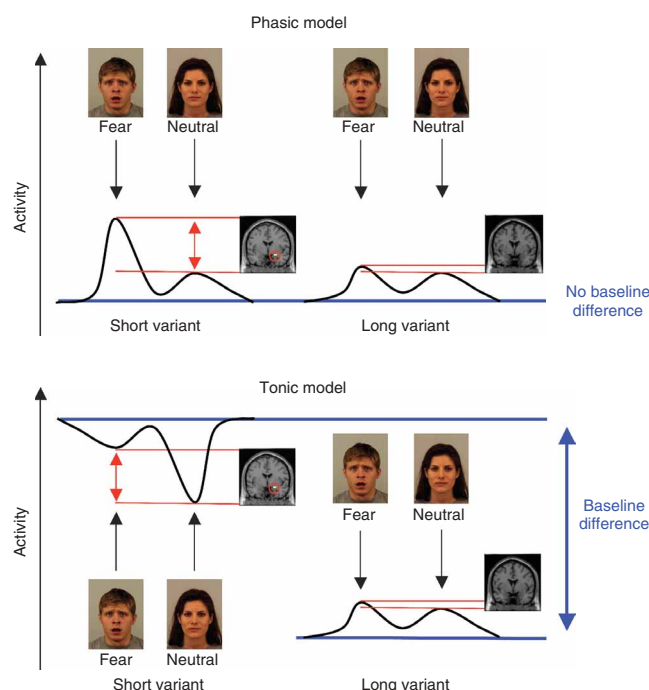 Phasic model
Fear
Neutral
Fear
Neutral
Activity
Short variant
Long variant
No baseline
difference
Tonic model
Fear
Neutral
Baseline
difference
Activity
Fear
Neutral
Short variant
Long variant